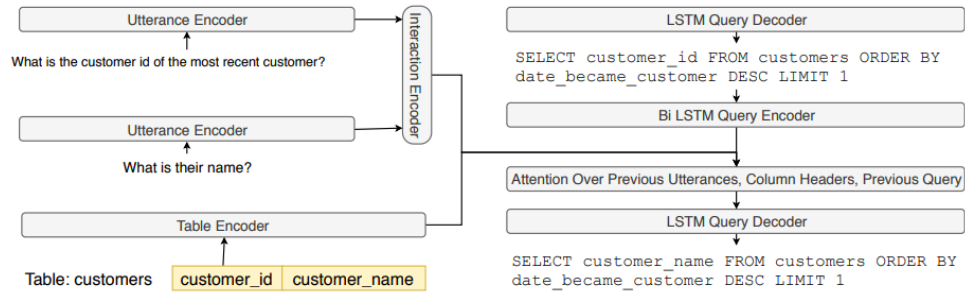 Utterance Encoder
What is the customer id of the most recent customer?
Interaction Encoder
Utterance Encoder
What is their name?
Table Encoder
Table: customers customer_id customer_name
LSTM Query Decoder
SELECT customer_id FROM customers ORDER BY
date_became_customer DESC LIMIT 1
Bi LSTM Query Encoder
Attention Over Previous Utterances, Column Headers, Previous Query
LSTM Query Decoder
SELECT customer_name FROM customers ORDER BY
date_became_customer DESC LIMIT 1